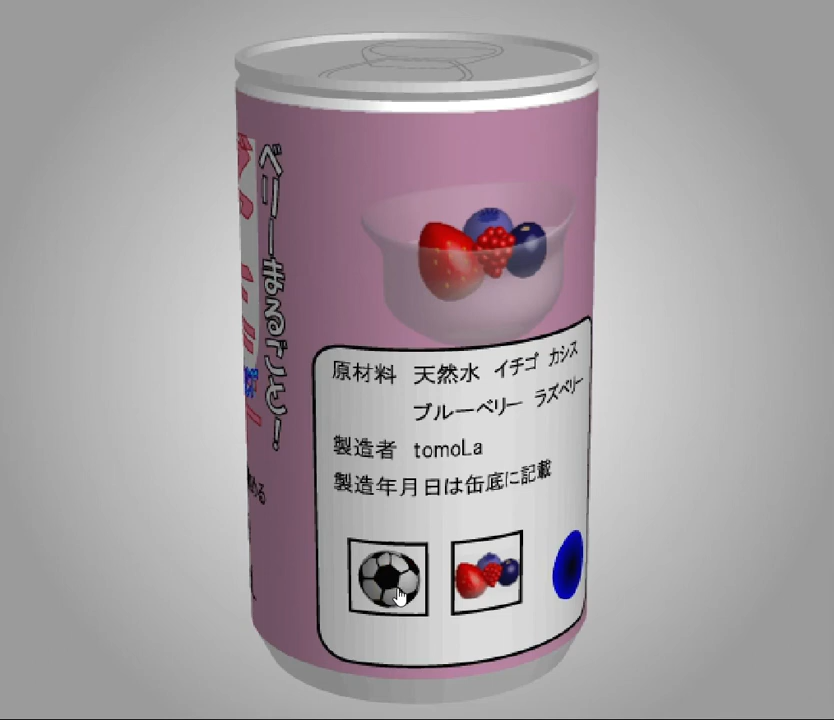 ベリーまるごと！
原材料 天然水 イチゴ カシス
ブルーベリー ラズベリー
製造者 tomoLa
製造年月日は缶底に記載